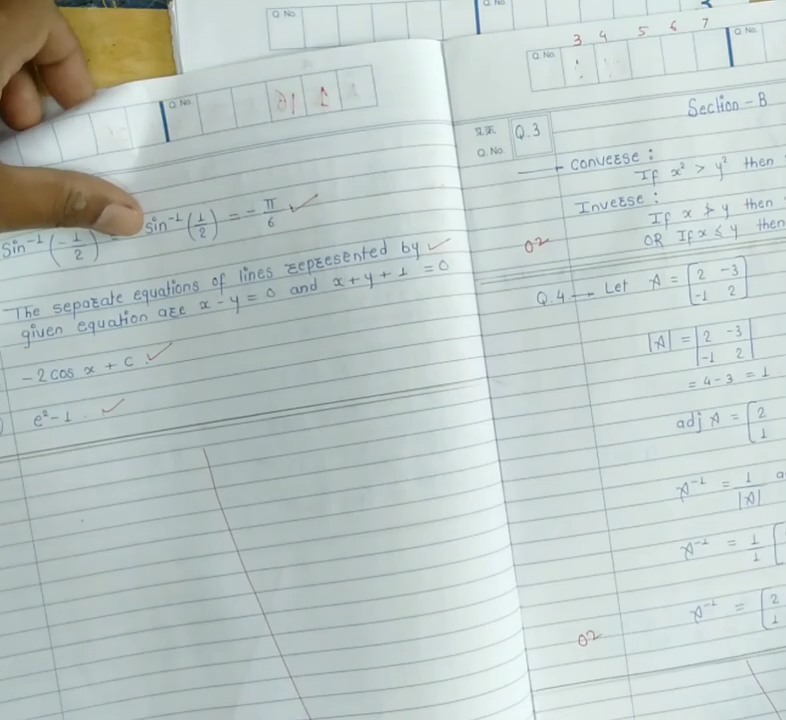 Q. No.
Q. No.
01 1
sin⁻¹(-1/2) = sin⁻¹(1/2) = -π/6
The separate equations of lines represented by
given equation are x-y=0 and x+y+1=0
-2cos x + c.
e²-1.
Q. No.
3 4 5 6 7
Q. No.
Section-B
प्र.क्र.
Q. No.
Q.3
Converse:
If x² > y² then
Inverse:
If x ≯ y then
OR If x ≤ y then
02
Q.4 Let A = [2 -3
-1 2]
|A| = |2 -3
-1 2|
= 4-3 = 1
adj A = [2
1
A⁻¹ = 1/|A| a
A⁻¹ = 1/1 [
A⁻¹ = [2
1
02